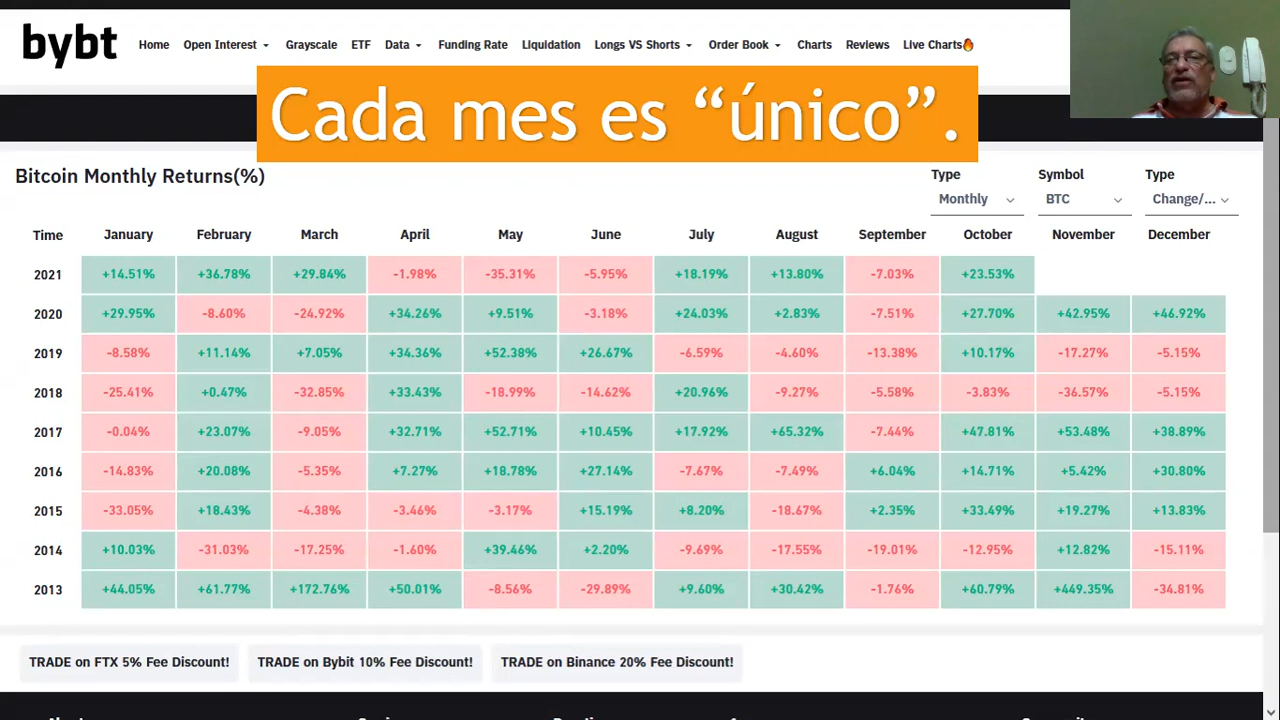 bybt
Home Open Interest Grayscale ETF Data Funding Rate Liquidation Longs VS Shorts Order Book Charts Reviews Live Charts🔥
Cada mes es “único”.
Bitcoin Monthly Returns(%)
Type Symbol Type
Monthly BTC Change/...
Time January February March April May June July August September October November December
2021 +14.51% +36.78% +29.84% -1.98% -35.31% -5.95% +18.19% +13.80% -7.03% +23.53%
2020 +29.95% -8.60% -24.92% +34.26% +9.51% -3.18% +24.03% +2.83% -7.51% +27.70% +42.95% +46.92%
2019 -8.58% +11.14% +7.05% +34.36% +52.38% +26.67% -6.59% -4.60% -13.38% +10.17% -17.27% -5.15%
2018 -25.41% +0.47% -32.85% +33.43% -18.99% -14.62% +20.96% -9.27% -5.58% -3.83% -36.57% -5.15%
2017 -0.04% +23.07% -9.05% +32.71% +52.71% +10.45% +17.92% +65.32% -7.44% +47.81% +53.48% +38.89%
2016 -14.83% +20.08% -5.35% +7.27% +18.78% +27.14% -7.67% -7.49% +6.04% +14.71% +5.42% +30.80%
2015 -33.05% +18.43% -4.38% -3.46% -3.17% +15.19% +8.20% -18.67% +2.35% +33.49% +19.27% +13.83%
2014 +10.03% -31.03% -17.25% -1.60% +39.46% +2.20% -9.69% -17.55% -19.01% -12.95% +12.82% -15.11%
2013 +44.05% +61.77% +172.76% +50.01% -8.56% -29.89% +9.60% +30.42% -1.76% +60.79% +449.35% -34.81%
TRADE on FTX 5% Fee Discount! TRADE on Bybit 10% Fee Discount! TRADE on Binance 20% Fee Discount!